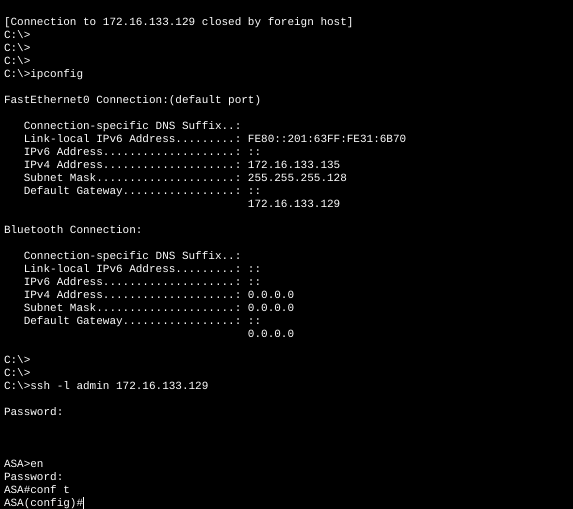 [Connection to 172.16.133.129 closed by foreign host]
C:\>
C:\>
C:\>
C:\>ipconfig
FastEthernet0 Connection:(default port)
Connection-specific DNS Suffix..:
Link-local IPv6 Address.........: FE80::201:63FF:FE31:6B70
IPv6 Address....................: ::
IPv4 Address....................: 172.16.133.135
Subnet Mask.....................: 255.255.255.128
Default Gateway.................: ::
172.16.133.129
Bluetooth Connection:
Connection-specific DNS Suffix..:
Link-local IPv6 Address.........: ::
IPv6 Address....................: ::
IPv4 Address....................: 0.0.0.0
Subnet Mask.....................: 0.0.0.0
Default Gateway.................: ::
0.0.0.0
C:\>
C:\>
C:\>ssh -l admin 172.16.133.129
Password:
ASA>en
Password:
ASA#conf t
ASA(config)#